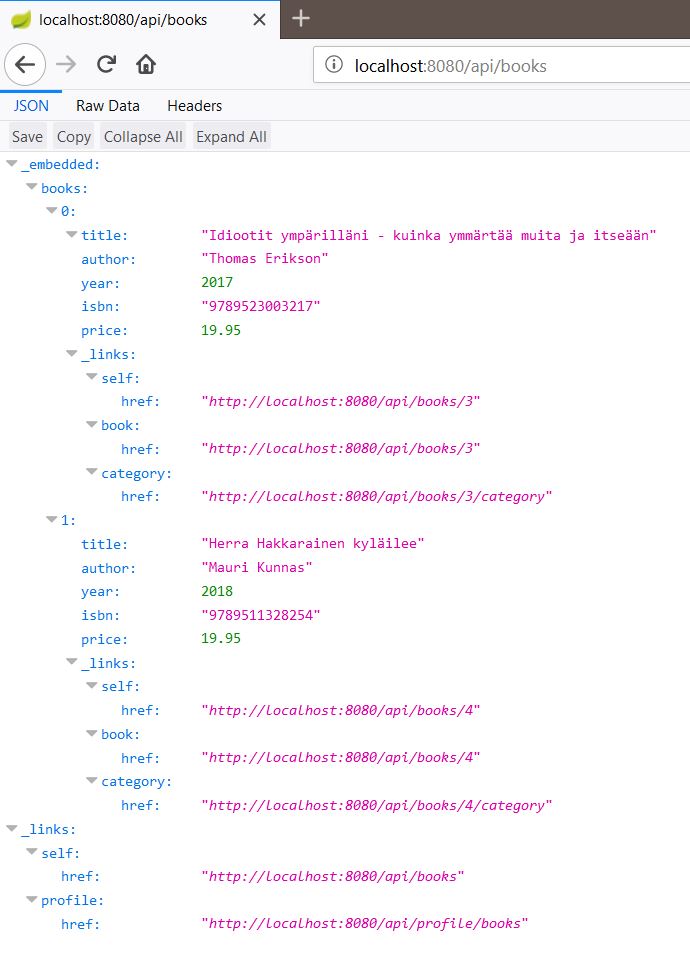 localhost:8080/api/books
localhost:8080/api/books
JSON Raw Data Headers
Save Copy Collapse All Expand All
_embedded:
books:
0:
title: "Idiootit ympärilläni - kuinka ymmärtää muita ja itseään"
author: "Thomas Erikson"
year: 2017
isbn: "9789523003217"
price: 19.95
_links:
self:
href: "http://localhost:8080/api/books/3"
book:
href: "http://localhost:8080/api/books/3"
category:
href: "http://localhost:8080/api/books/3/category"
1:
title: "Herra Hakkarainen kyläilee"
author: "Mauri Kunnas"
year: 2018
isbn: "9789511328254"
price: 19.95
_links:
self:
href: "http://localhost:8080/api/books/4"
book:
href: "http://localhost:8080/api/books/4"
category:
href: "http://localhost:8080/api/books/4/category"
_links:
self:
href: "http://localhost:8080/api/books"
profile:
href: "http://localhost:8080/api/profile/books"